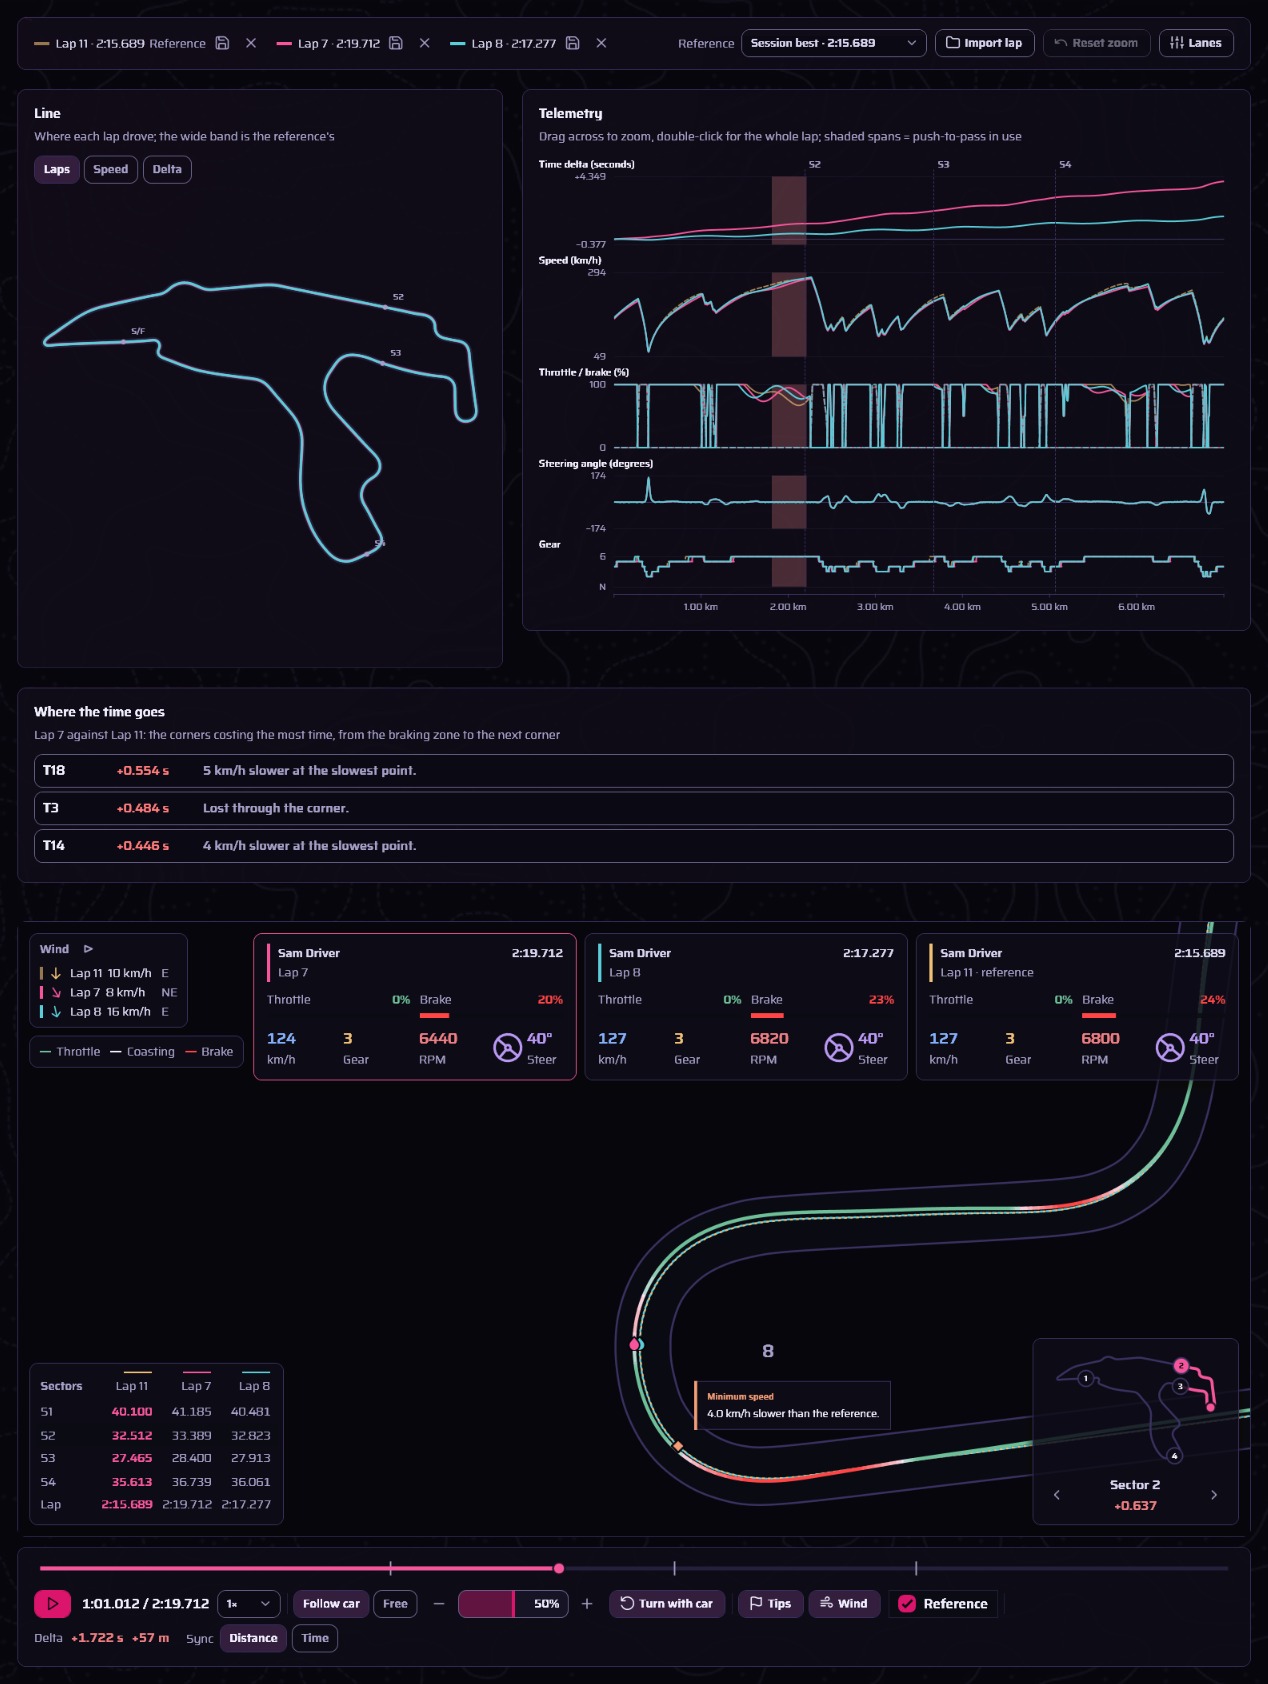 Lap 11 · 2:15.689 Reference Lap 7 · 2:19.712 Lap 8 · 2:17.277 Reference Session best · 2:15.689 Import lap Reset zoom Lanes
Line
Where each lap drove; the wide band is the reference's
Laps Speed Delta
S/F
S2
S3
S4
Telemetry
Drag across to zoom, double-click for the whole lap; shaded spans = push-to-pass in use
Time delta (seconds) S2 S3 S4
+4.349
-0.377
Speed (km/h)
294
49
Throttle / brake (%)
100
0
Steering angle (degrees)
174
-174
Gear
6
N
1.00 km 2.00 km 3.00 km 4.00 km 5.00 km 6.00 km
Where the time goes
Lap 7 against Lap 11: the corners costing the most time, from the braking zone to the next corner
T18 +0.554 s 5 km/h slower at the slowest point.
T3 +0.484 s Lost through the corner.
T14 +0.446 s 4 km/h slower at the slowest point.
Wind
Lap 11 10 km/h E
Lap 7 8 km/h NE
Lap 8 16 km/h E
Throttle Coasting Brake
Sam Driver 2:19.712
Lap 7
Throttle 0% Brake 20%
124 3 6440 40°
km/h Gear RPM Steer
Sam Driver 2:17.277
Lap 8
Throttle 0% Brake 23%
127 3 6820 40°
km/h Gear RPM Steer
Sam Driver 2:15.689
Lap 11 · reference
Throttle 0% Brake 24%
127 3 6800 40°
km/h Gear RPM Steer
8
Minimum speed
4.0 km/h slower than the reference.
Sectors Lap 11 Lap 7 Lap 8
S1 40.100 41.185 40.481
S2 32.512 33.389 32.823
S3 27.465 28.400 27.913
S4 35.613 36.739 36.061
Lap 2:15.689 2:19.712 2:17.277
1
2
3
4
Sector 2
+0.637
1:01.012 / 2:19.712 1× Follow car Free 50% Turn with car Tips Wind Reference
Delta +1.722 s +57 m Sync Distance Time